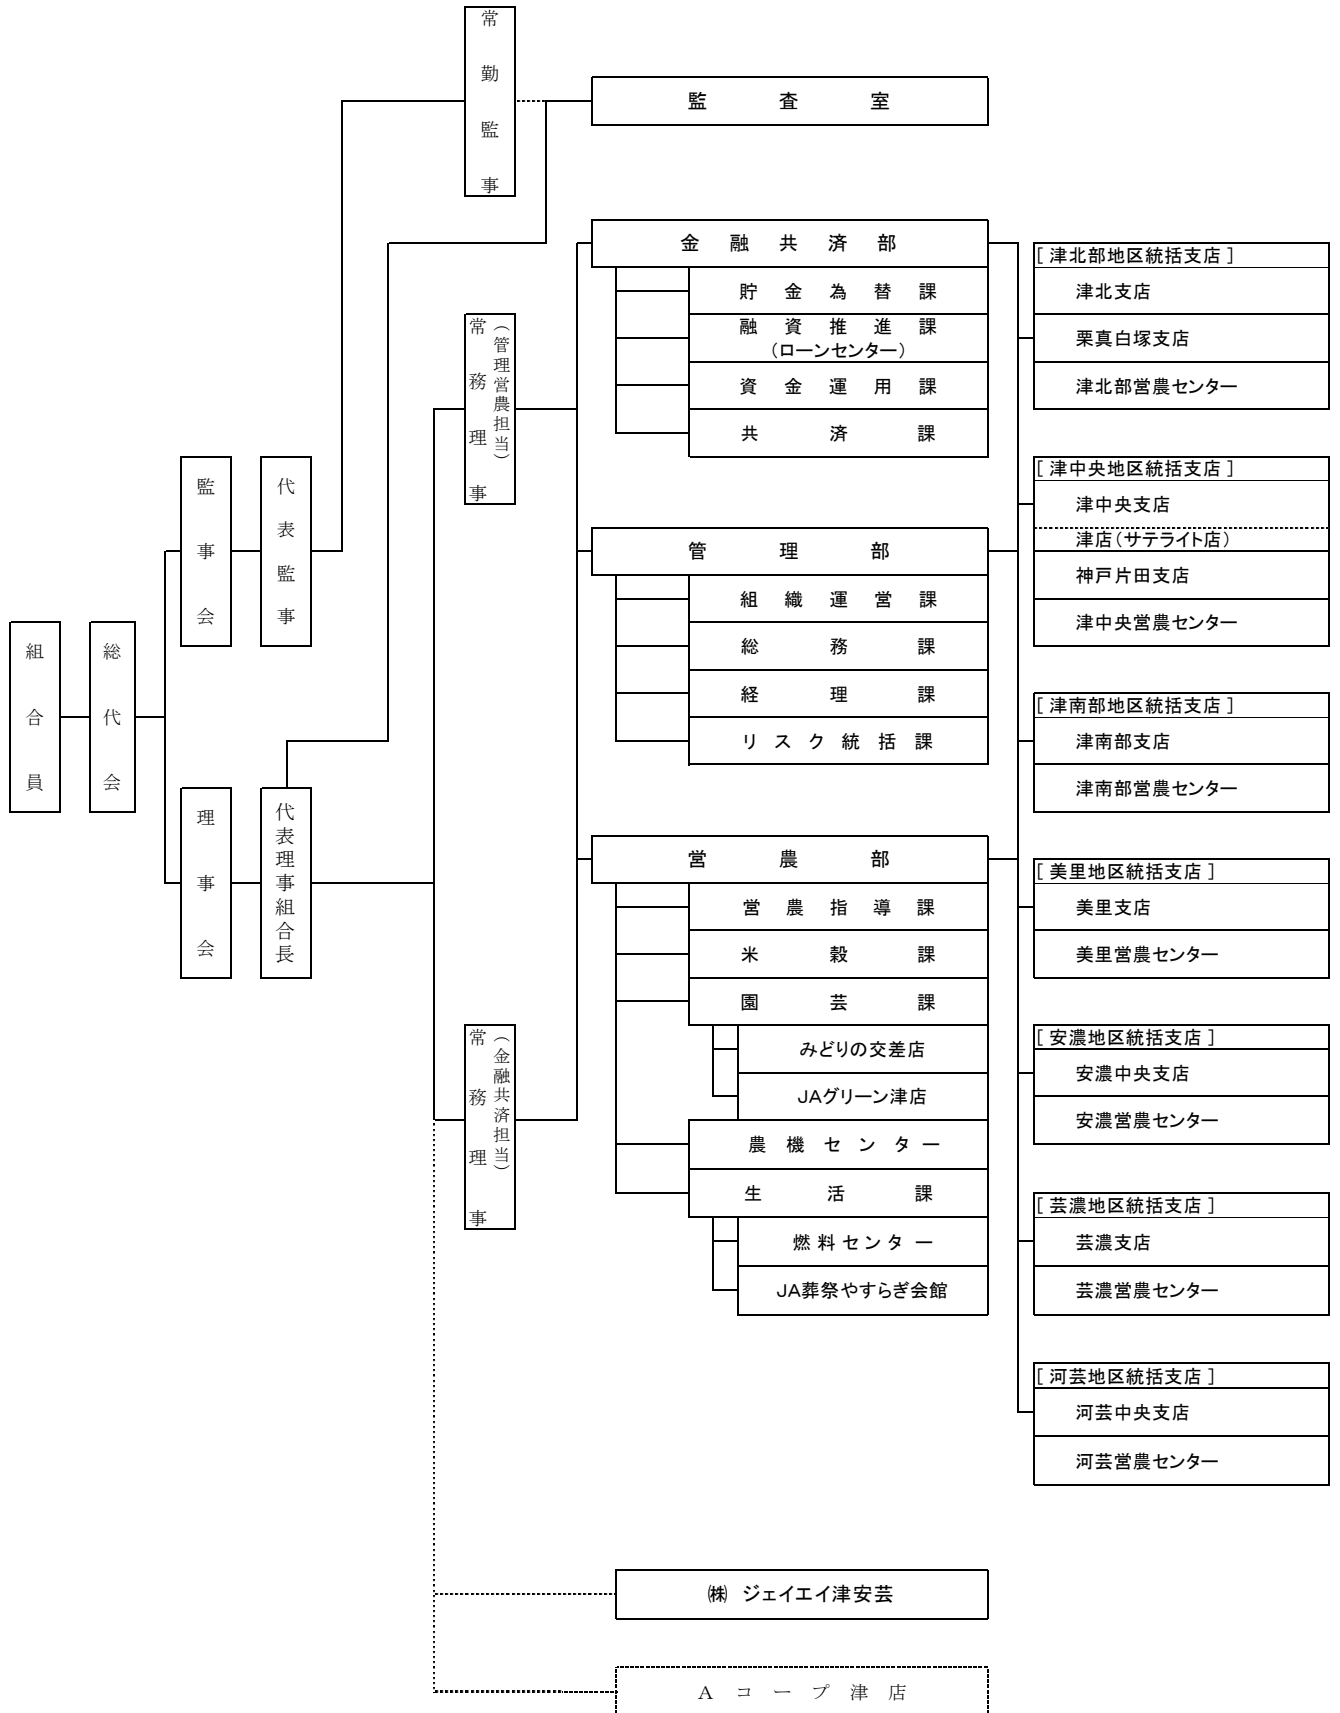 組合員
総代会
監事会
代表監事
理事会
代表理事組合長
常勤監事
常務理事
（管理営農担当）
常務理事
（金融共済担当）
監査室
金融共済部
貯金為替課
融資推進課
（ローンセンター）
資金運用課
共済課
管理部
組織運営課
総務課
経理課
リスク統括課
営農部
営農指導課
米穀課
園芸課
みどりの交差店
JAグリーン津店
農機センター
生活課
燃料センター
JA葬祭やすらぎ会館
㈱ ジェイエイ津安芸
Aコープ津店
[ 津北部地区統括支店 ]
津北支店
栗真白塚支店
津北部営農センター
[ 津中央地区統括支店 ]
津中央支店
津店（サテライト店）
神戸片田支店
津中央営農センター
[ 津南部地区統括支店 ]
津南部支店
津南部営農センター
[ 美里地区統括支店 ]
美里支店
美里営農センター
[ 安濃地区統括支店 ]
安濃中央支店
安濃営農センター
[ 芸濃地区統括支店 ]
芸濃支店
芸濃営農センター
[ 河芸地区統括支店 ]
河芸中央支店
河芸営農センター